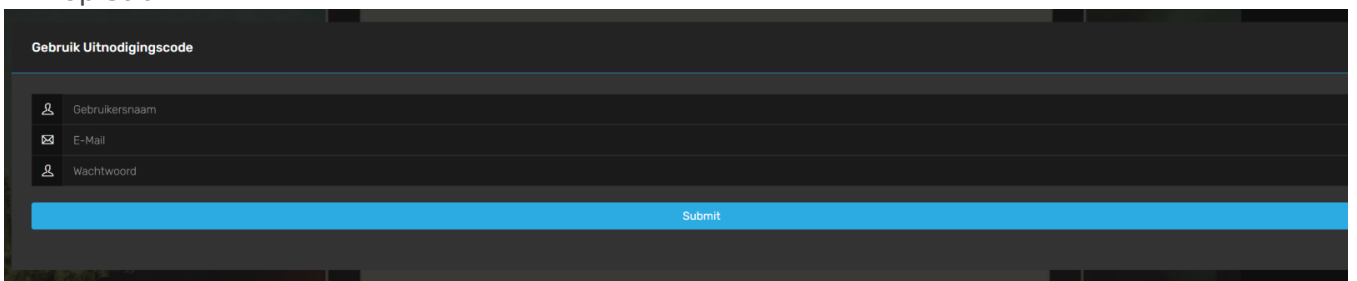 Gebruik Uitnodigingscode
Gebruikersnaam
E-Mail
Wachtwoord
Submit